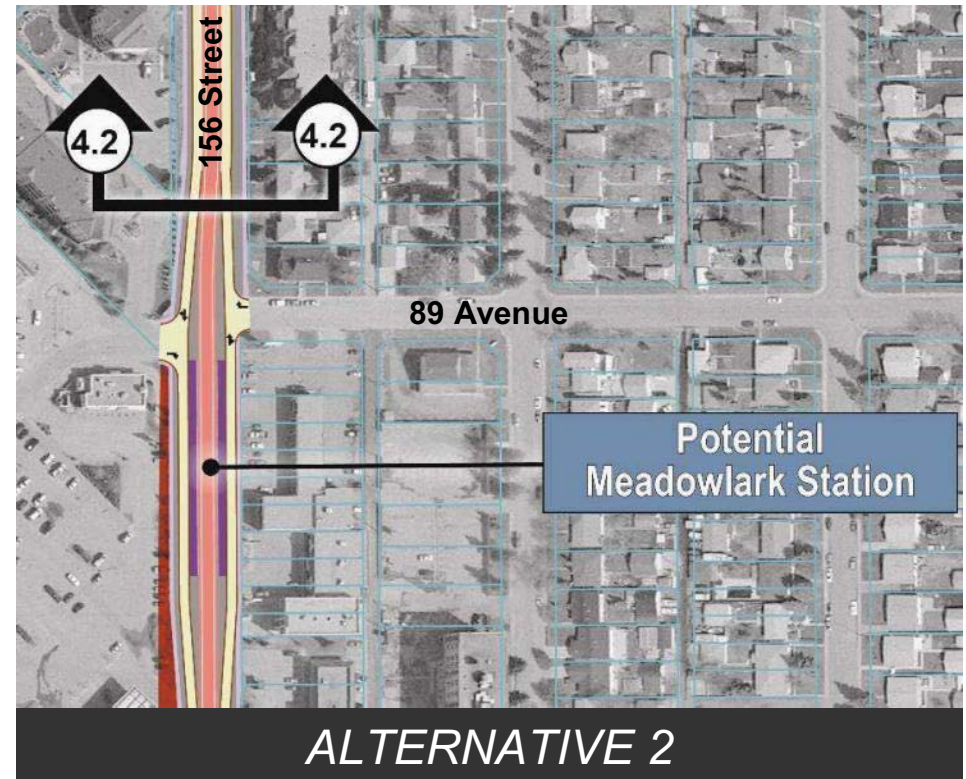 156 Street
4.2
4.2
89 Avenue
Potential
Meadowlark Station
ALTERNATIVE 2